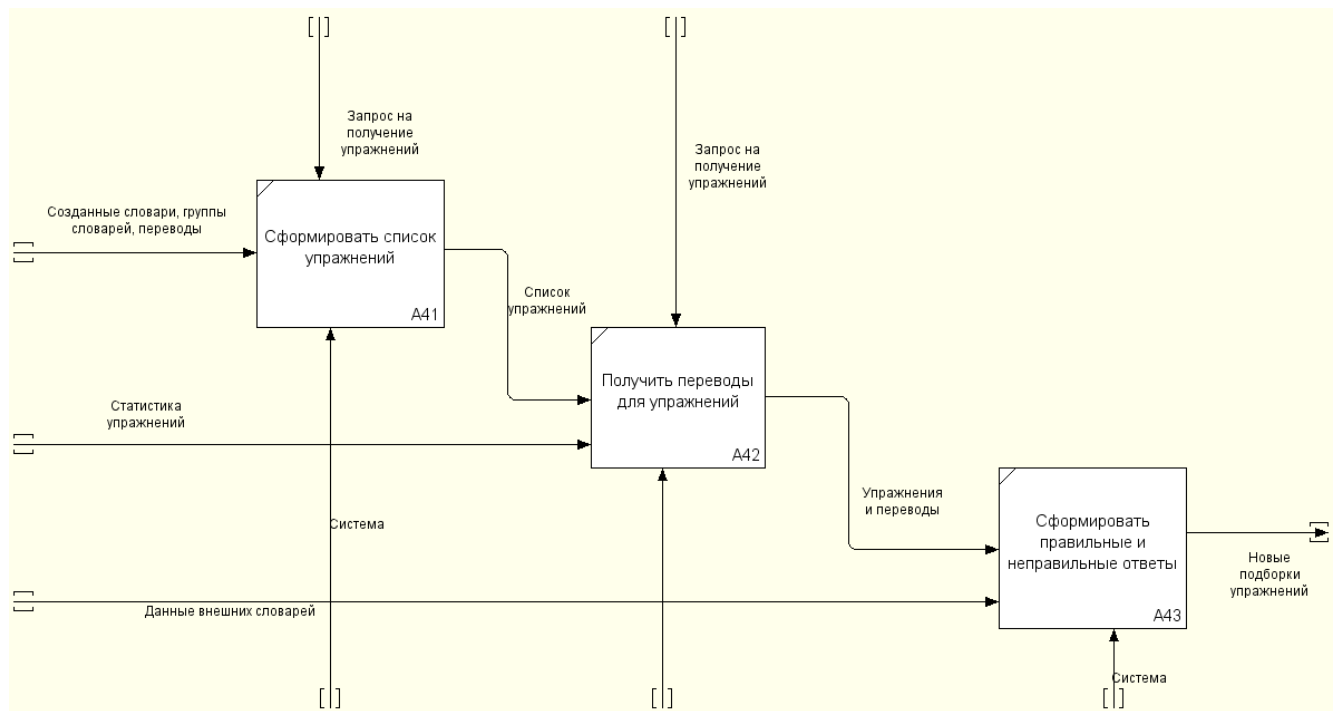 Запрос на
получение
упражнений
Запрос на
получение
упражнений
Созданные словари, группы
словарей, переводы
Сформировать список
упражнений
A41
Список
упражнений
Получить переводы
для упражнений
A42
Статистика
упражнений
Упражнения
и переводы
Сформировать
правильные и
неправильные ответы
A43
Система
Новые
подборки
упражнений
Данные внешних словарей
Система